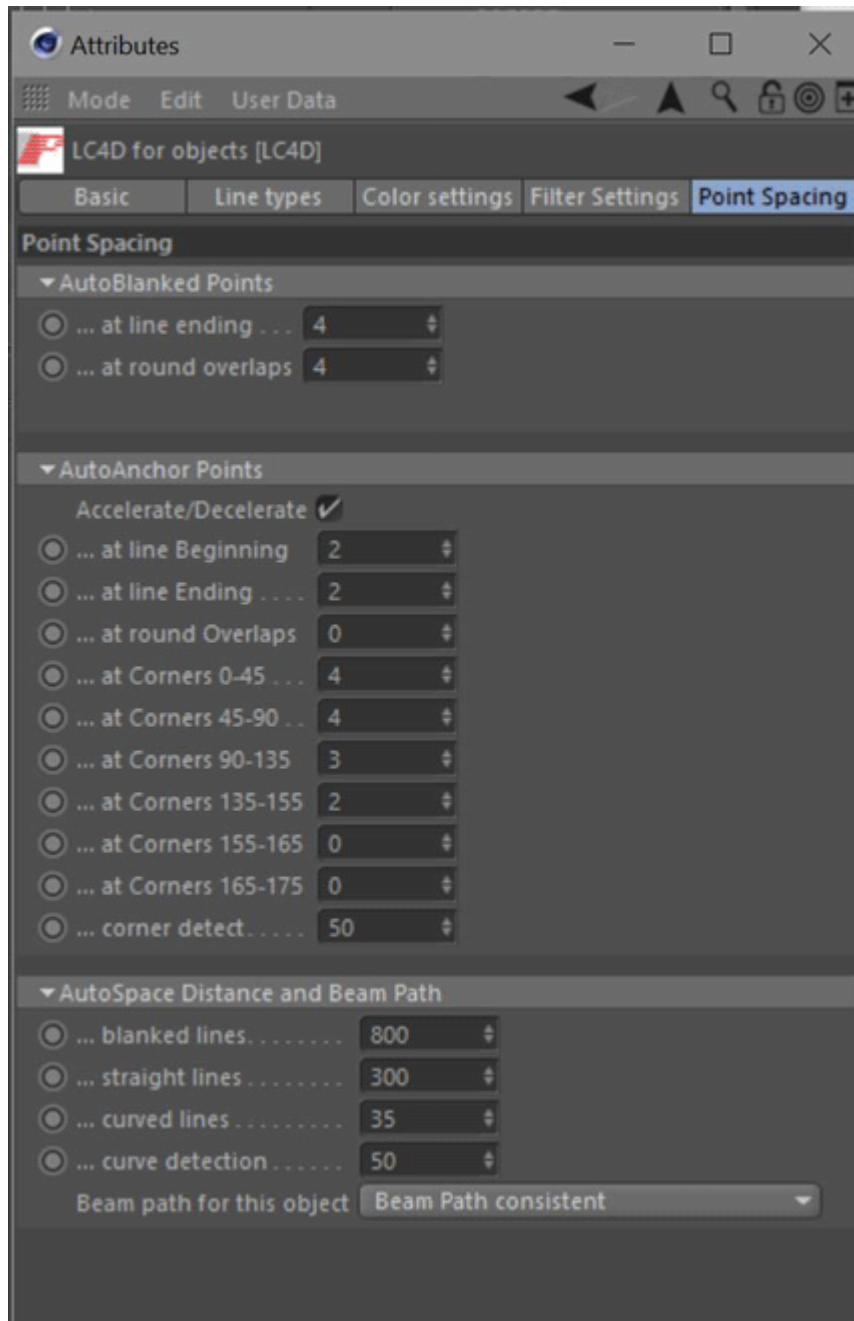 Attributes
Mode Edit User Data
LC4D for objects [LC4D]
Basic Line types Color settings Filter Settings Point Spacing
Point Spacing
AutoBlanked Points
... at line ending . . . 4
... at round overlaps 4
AutoAnchor Points
Accelerate/Decelerate
... at line Beginning 2
... at line Ending . . . . 2
... at round Overlaps 0
... at Corners 0-45 . . . 4
... at Corners 45-90 . . 4
... at Corners 90-135 3
... at Corners 135-155 2
... at Corners 155-165 0
... at Corners 165-175 0
... corner detect. . . . . 50
AutoSpace Distance and Beam Path
... blanked lines. . . . . . . . 800
... straight lines . . . . . . . . 300
... curved lines . . . . . . . . . 35
... curve detection . . . . . . 50
Beam path for this object Beam Path consistent